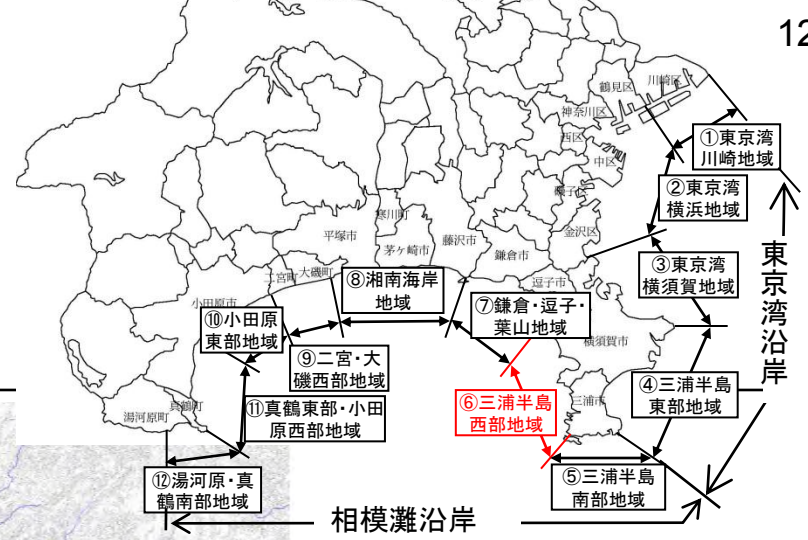 12
川崎区
鶴見区
神奈川区
西区
中区
磯子区
金沢区
①東京湾
川崎地域
②東京湾
横浜地域
③東京湾
横須賀地域
東京湾沿岸
寒川町
平塚市
茅ヶ崎市
藤沢市
鎌倉市
逗子市
横須賀市
三浦市
二宮町
大磯町
小田原市
真鶴町
湯河原町
⑧湘南海岸
地域
⑦鎌倉・逗子・
葉山地域
⑩小田原
東部地域
⑨二宮・大
磯西部地域
④三浦半島
東部地域
⑥三浦半島
西部地域
⑪真鶴東部・小田
原西部地域
⑤三浦半島
南部地域
⑫湯河原・真
鶴南部地域
相模灘沿岸